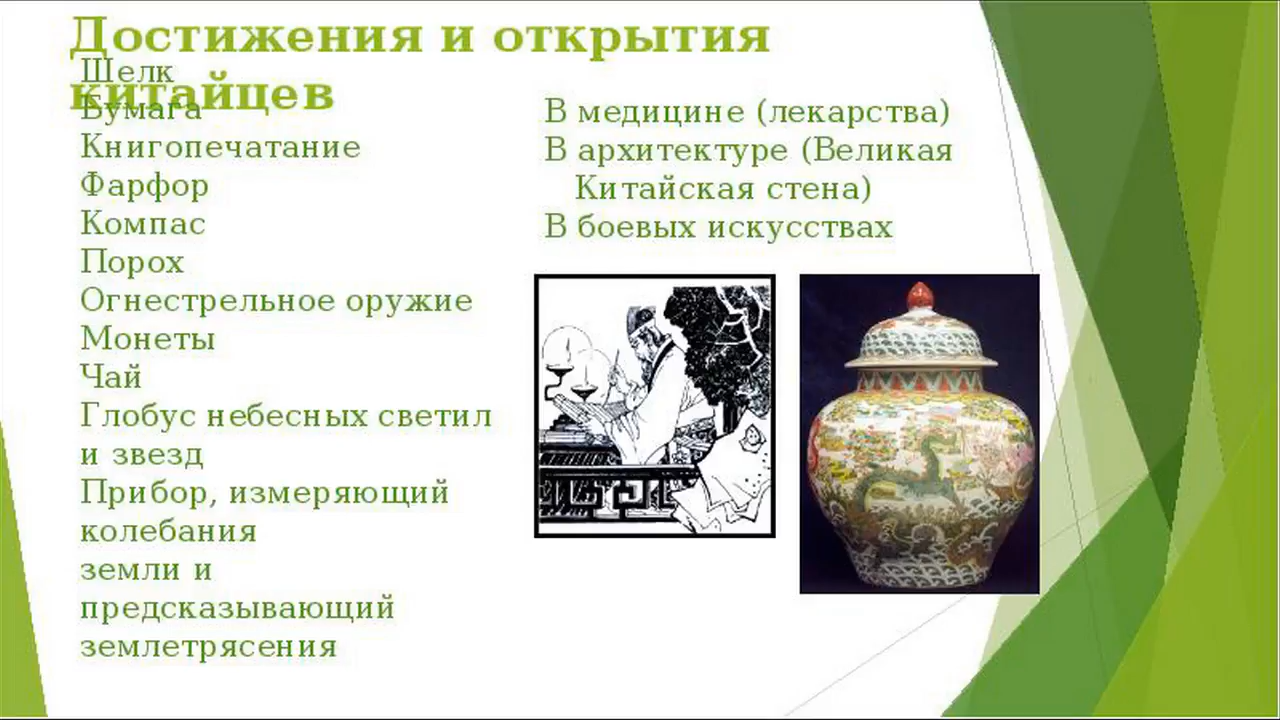 Достижения и открытия
китайцев
Шелк
Бумага
Книгопечатание
Фарфор
Компас
Порох
Огнестрельное оружие
Монеты
Чай
Глобус небесных светил
и звезд
Прибор, измеряющий
колебания
земли и
предсказывающий
землетрясения
В медицине (лекарства)
В архитектуре (Великая
Китайская стена)
В боевых искусствах